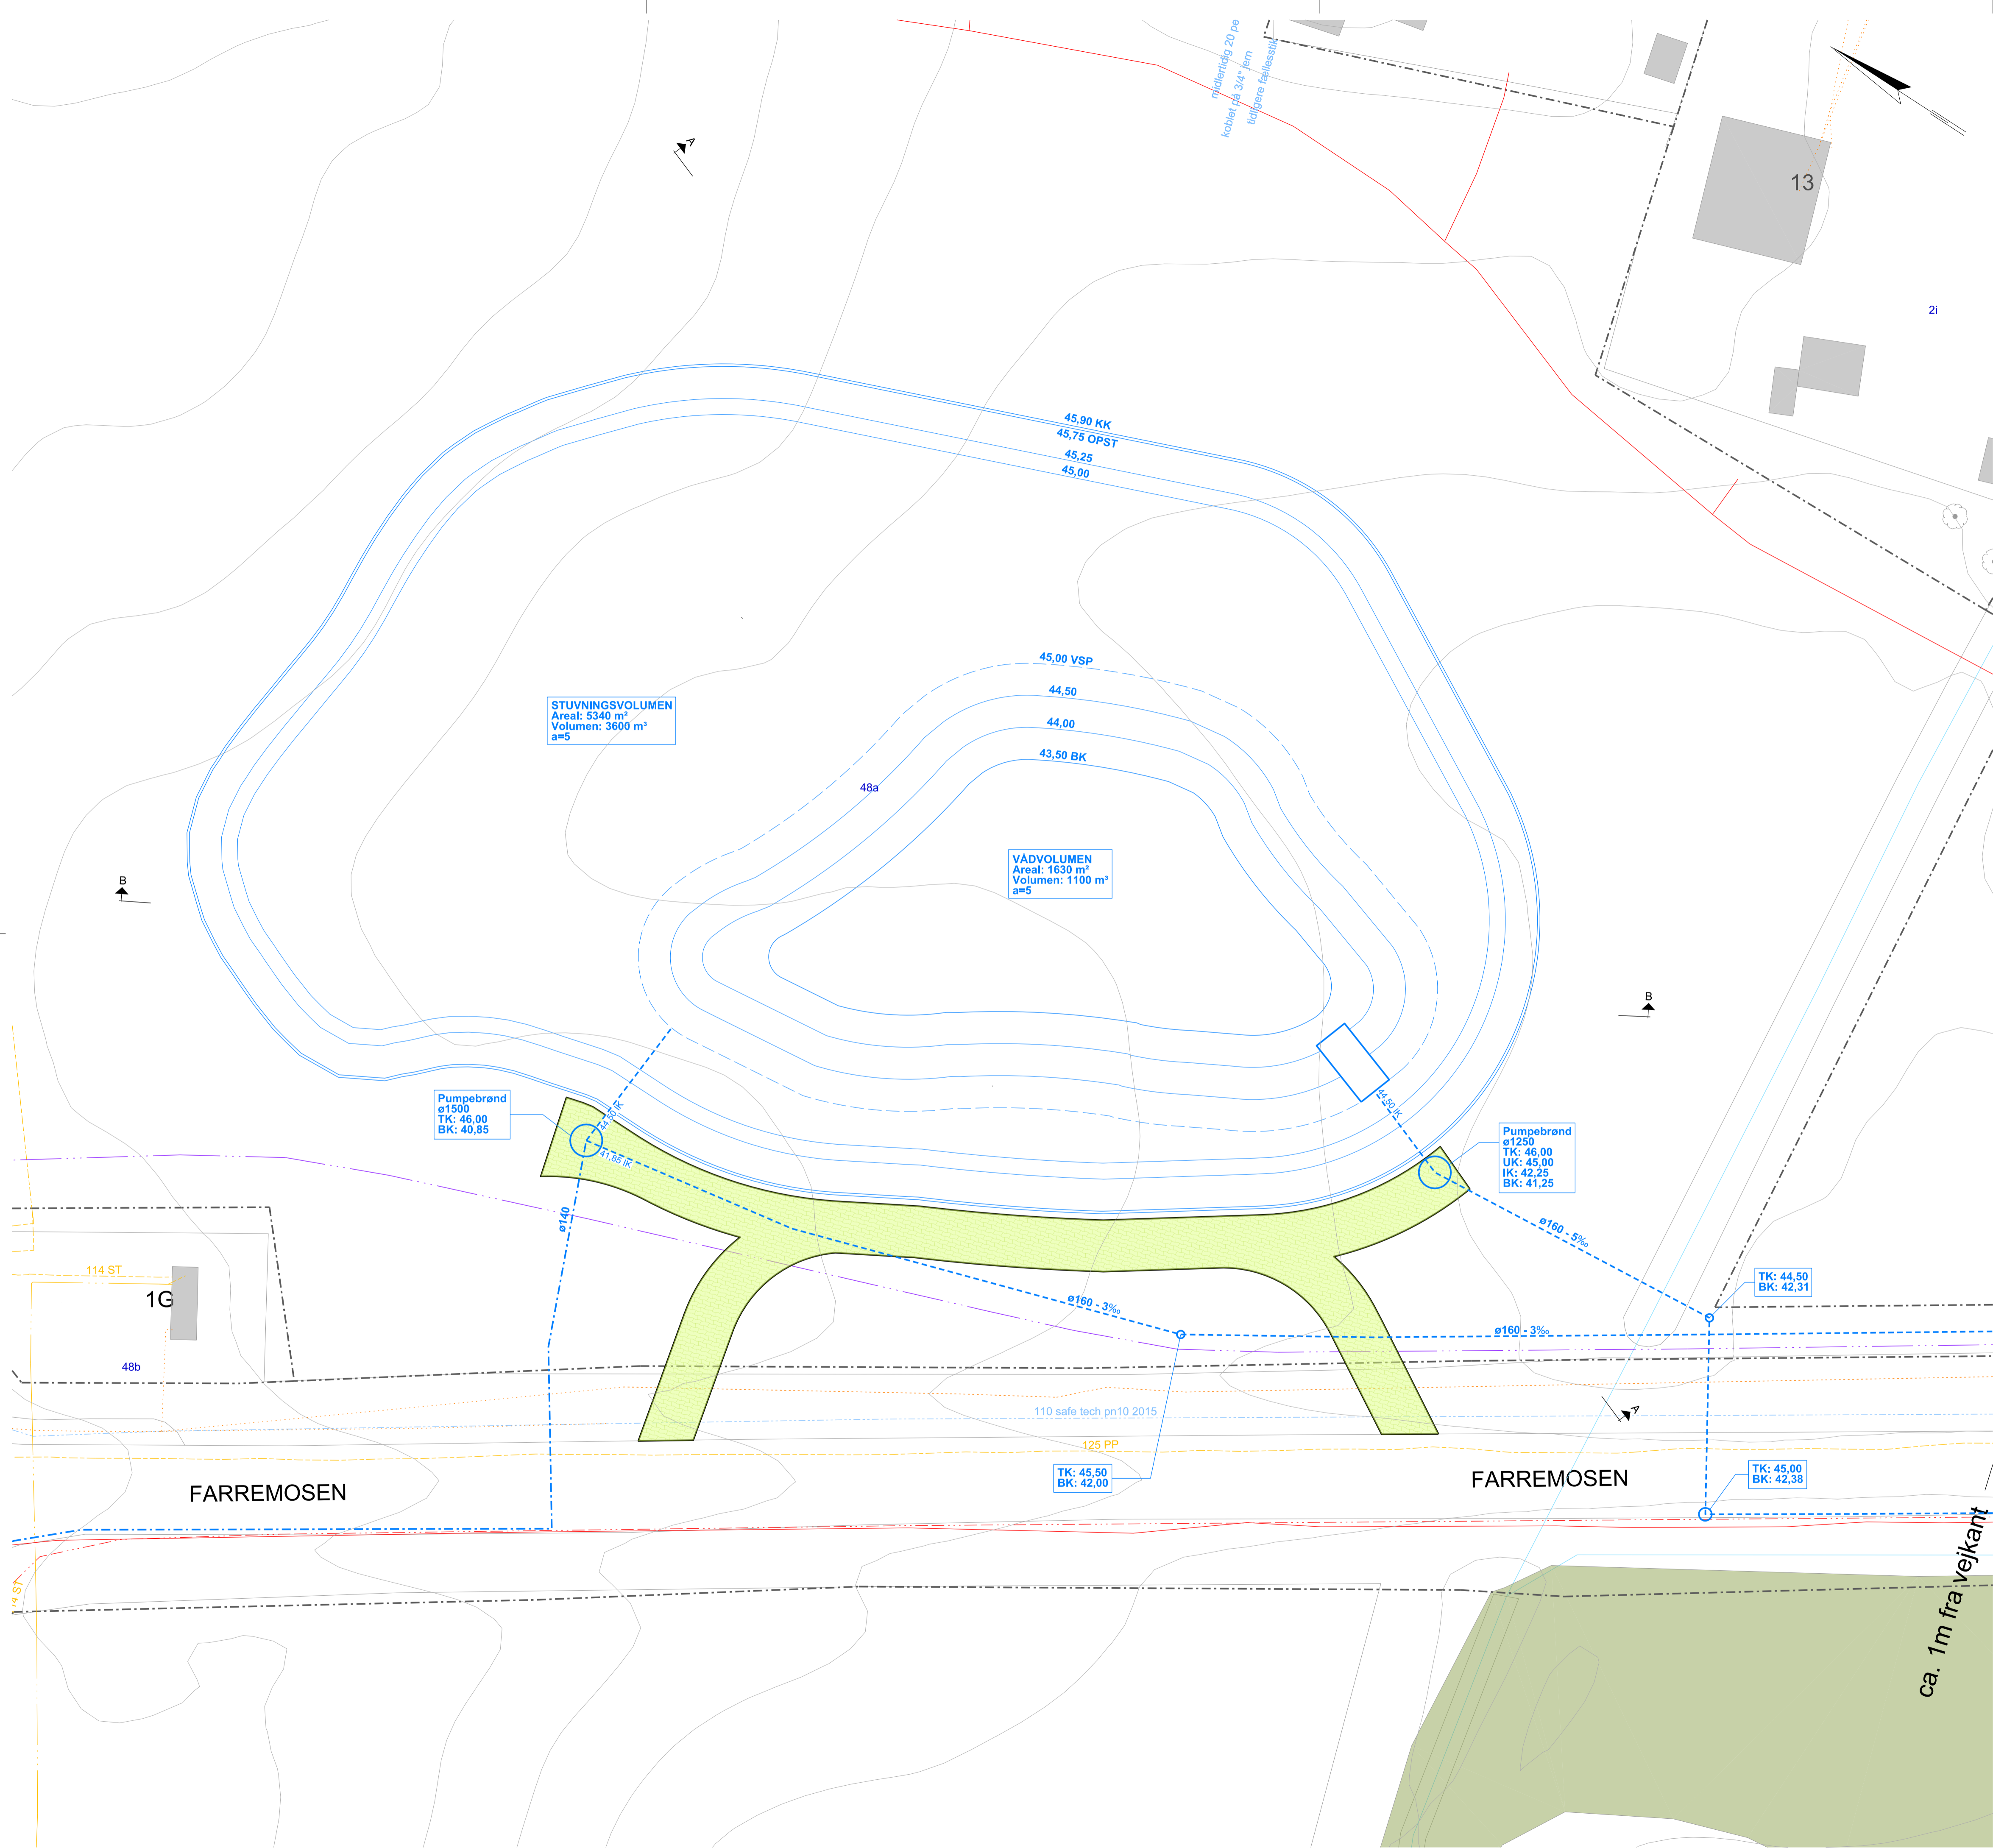 midlertidig 20 pe
koblet på 3/4" jern
tidligere fællesstik
A
13
2i
45,90 KK
45,75 OPST
45,25
45,00
45,00 VSP
44,50
44,00
43,50 BK
STUVNINGSVOLUMEN
Areal: 5340 m²
Volumen: 3600 m³
a=5
48a
VÅDVOLUMEN
Areal: 1630 m²
Volumen: 1100 m³
a=5
B
B
Pumpebrønd
ø1500
TK: 46,00
BK: 40,85
44,50 IK
41,85 IK
44,50 IK
Pumpebrønd
ø1250
TK: 46,00
UK: 45,00
IK: 42,25
BK: 41,25
ø140
ø160 - 5‰
114 ST
1G
48b
ø160 - 3‰
ø160 - 3‰
TK: 44,50
BK: 42,31
110 safe tech pn10 2015
A
125 PP
TK: 45,50
BK: 42,00
TK: 45,00
BK: 42,38
FARREMOSEN
FARREMOSEN
74 ST
ca. 1m fra vejkant